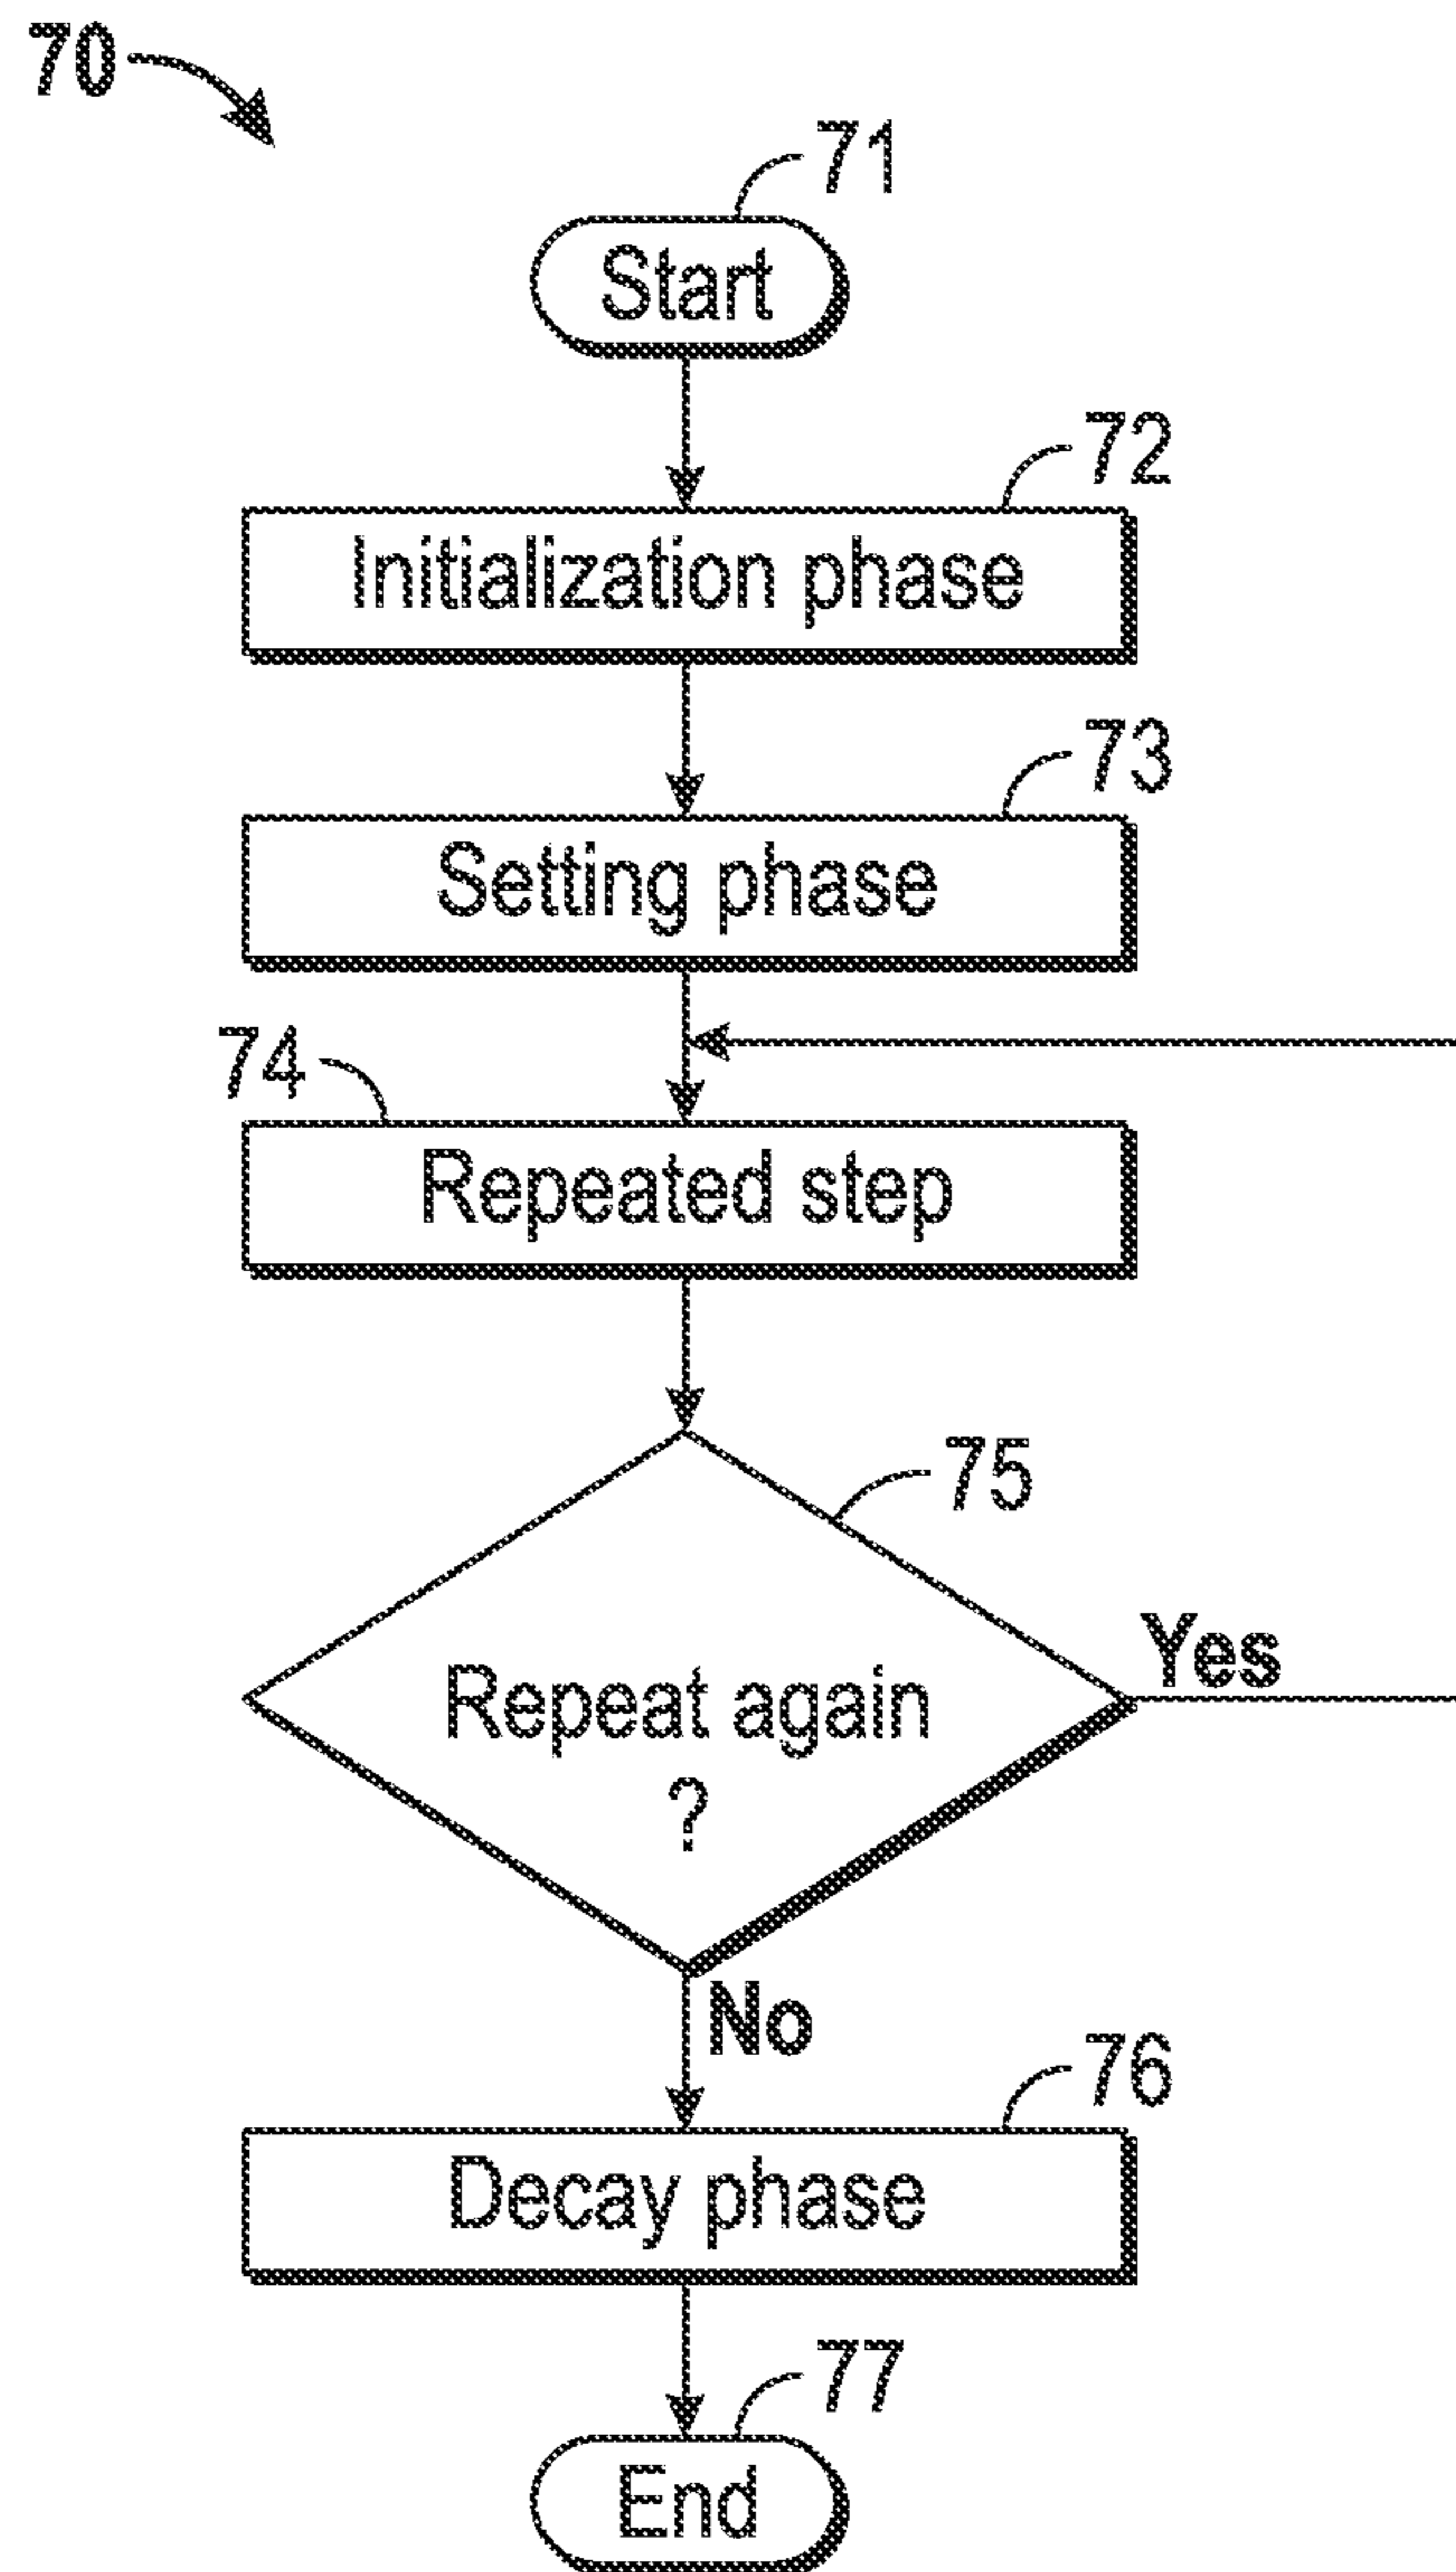 70
71
Start
72
Initialization phase
73
Setting phase
74
Repeated step
75
Yes
Repeat again
?
No
76
Decay phase
77
End